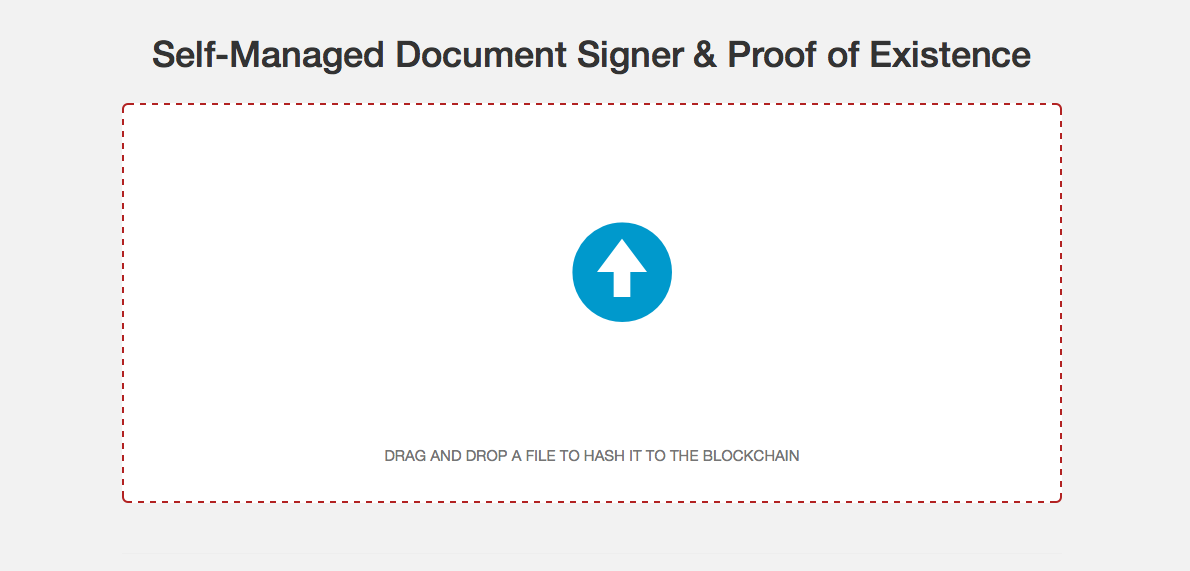 Self-Managed Document Signer & Proof of Existence
DRAG AND DROP A FILE TO HASH IT TO THE BLOCKCHAIN